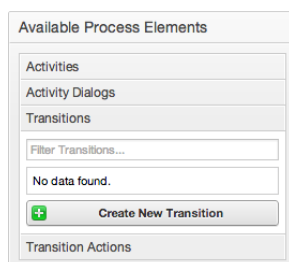 Available Process Elements
Activities
Activity Dialogs
Transitions
Filter Transitions...
No data found.
Create New Transition
Transition Actions